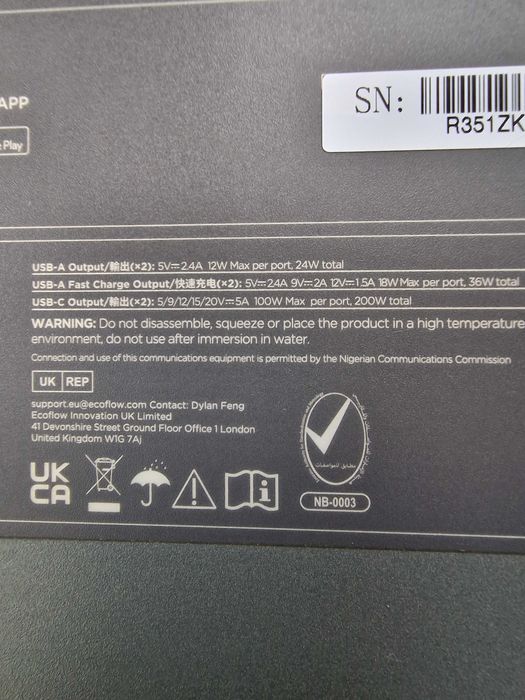 APP
Play
SN:
R351ZK
USB-A Output/輸出(×2): 5V⎓2.4A 12W Max per port, 24W total
USB-A Fast Charge Output/快速充电(×2): 5V⎓2.4A 9V⎓2A 12V⎓1.5A 18W Max per port, 36W total
USB-C Output/輸出(×2): 5/9/12/15/20V⎓5A 100W Max per port, 200W total
WARNING: Do not disassemble, squeeze or place the product in a high temperature
environment, do not use after immersion in water.
Connection and use of this communications equipment is permitted by the Nigerian Communications Commission
UK REP
support.eu@ecoflow.com Contact: Dylan Feng
Ecoflow Innovation UK Limited
41 Devonshire Street Ground Floor Office 1 London
United Kingdom W1G 7Aj
UK
CA
مطابق للمواصفات
NB-0003